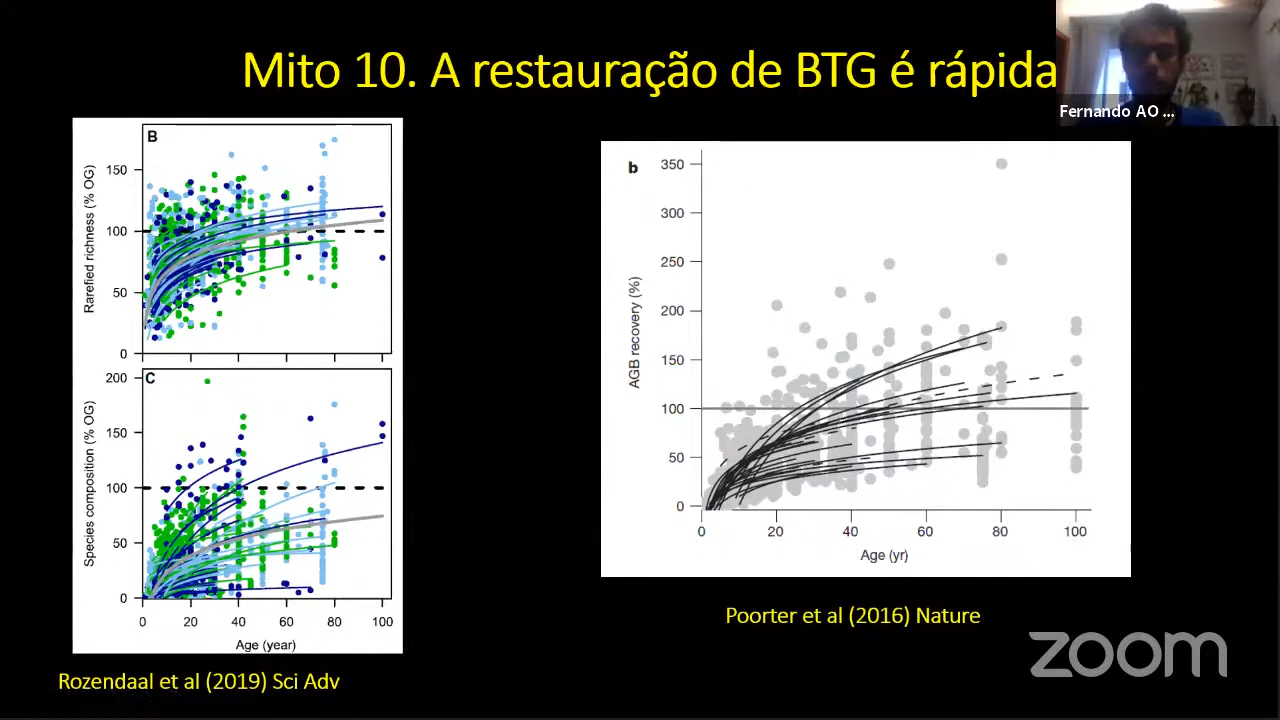 Mito 10. A restauração de BTG é rápida
Fernando AO ...
B
Rarefied richness (% OG)
150
100
50
0
C
Species composition (% OG)
200
150
100
50
0
0 20 40 60 80 100
Age (year)
Rozendaal et al (2019) Sci Adv
b
AGB recovery (%)
350
300
250
200
150
100
50
0
0 20 40 60 80 100
Age (yr)
Poorter et al (2016) Nature
zoom